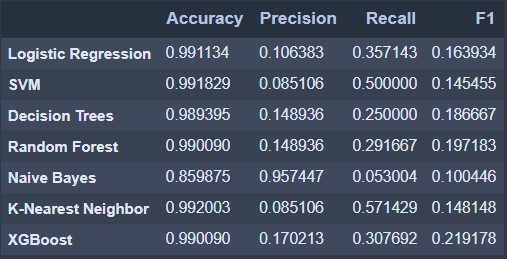 Accuracy Precision Recall F1
Logistic Regression 0.991134 0.106383 0.357143 0.163934
SVM 0.991829 0.085106 0.500000 0.145455
Decision Trees 0.989395 0.148936 0.250000 0.186667
Random Forest 0.990090 0.148936 0.291667 0.197183
Naive Bayes 0.859875 0.957447 0.053004 0.100446
K-Nearest Neighbor 0.992003 0.085106 0.571429 0.148148
XGBoost 0.990090 0.170213 0.307692 0.219178